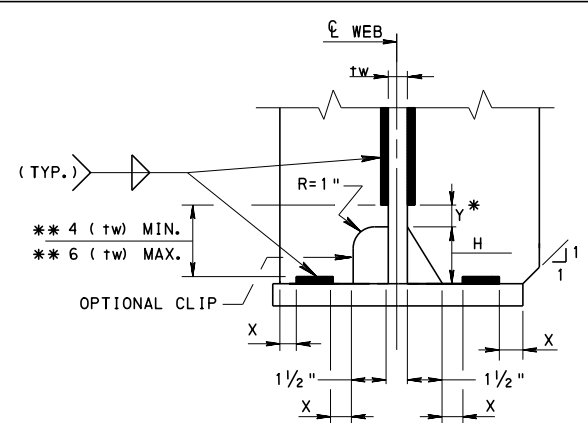 ℄ WEB
tw
(TYP.)
R=1"
Y*
** 4 (tw) MIN.
** 6 (tw) MAX.
H
1
1
OPTIONAL CLIP
X
X
1½"
1½"
X
X